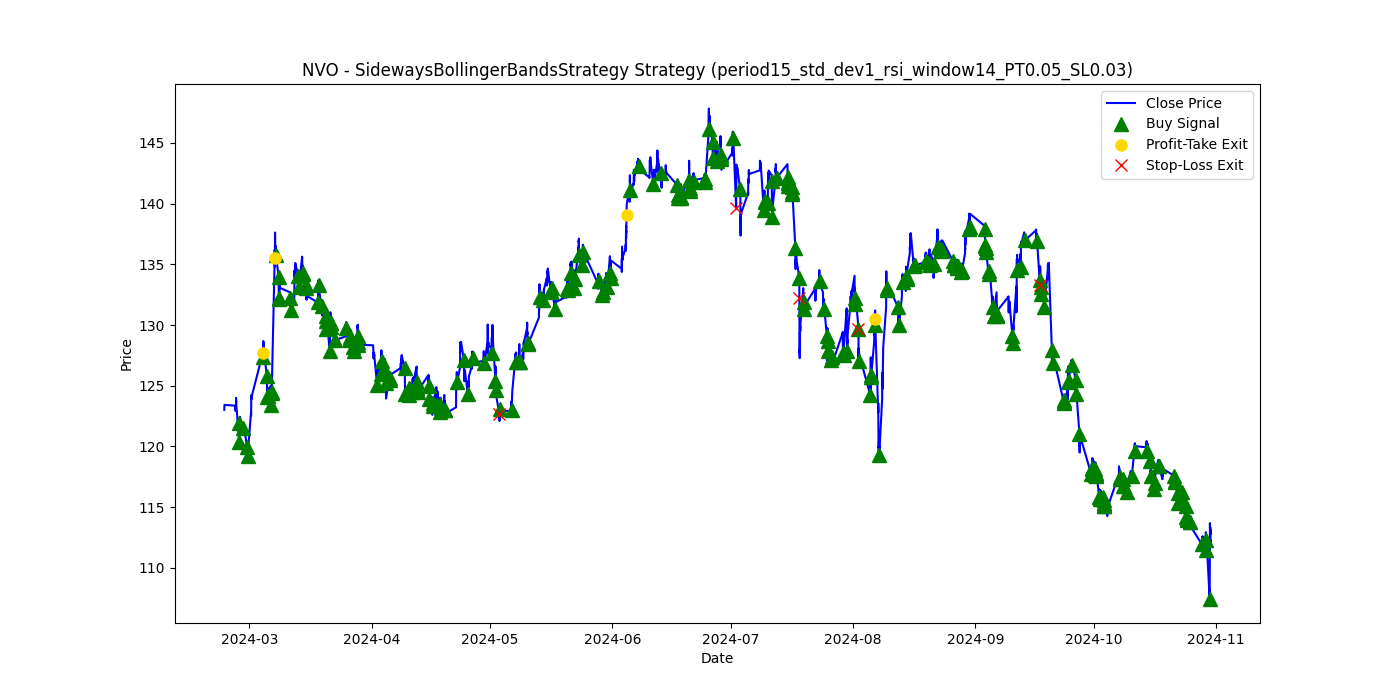 NVO - SidewaysBollingerBandsStrategy Strategy (period15_std_dev1_rsi_window14_PT0.05_SL0.03)
Close Price
Buy Signal
Profit-Take Exit
Stop-Loss Exit
Price
145
140
135
130
125
120
115
110
2024-03 2024-04 2024-05 2024-06 2024-07 2024-08 2024-09 2024-10 2024-11
Date